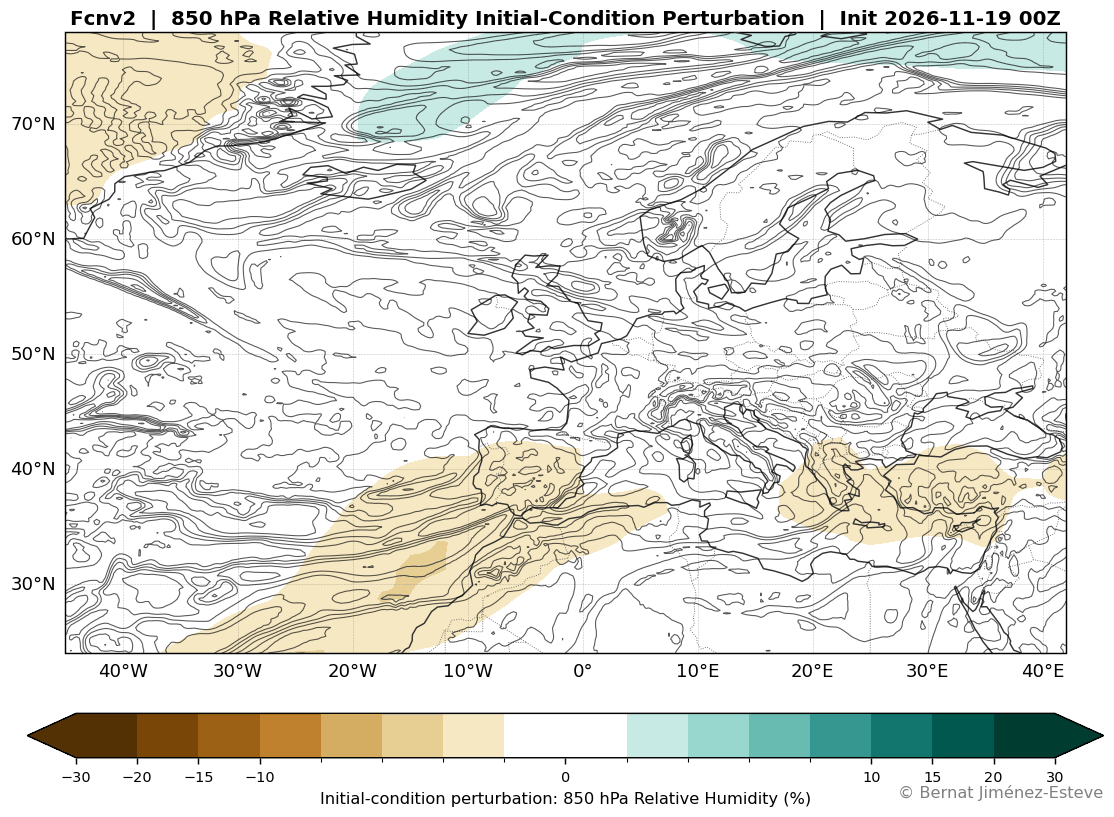 Fcnv2 | 850 hPa Relative Humidity Initial-Condition Perturbation | Init 2026-11-19 00Z
70°N
60°N
50°N
40°N
30°N
40°W 30°W 20°W 10°W 0° 10°E 20°E 30°E 40°E
−30 −20 −15 −10 0 10 15 20 30
Initial-condition perturbation: 850 hPa Relative Humidity (%)
© Bernat Jiménez-Esteve